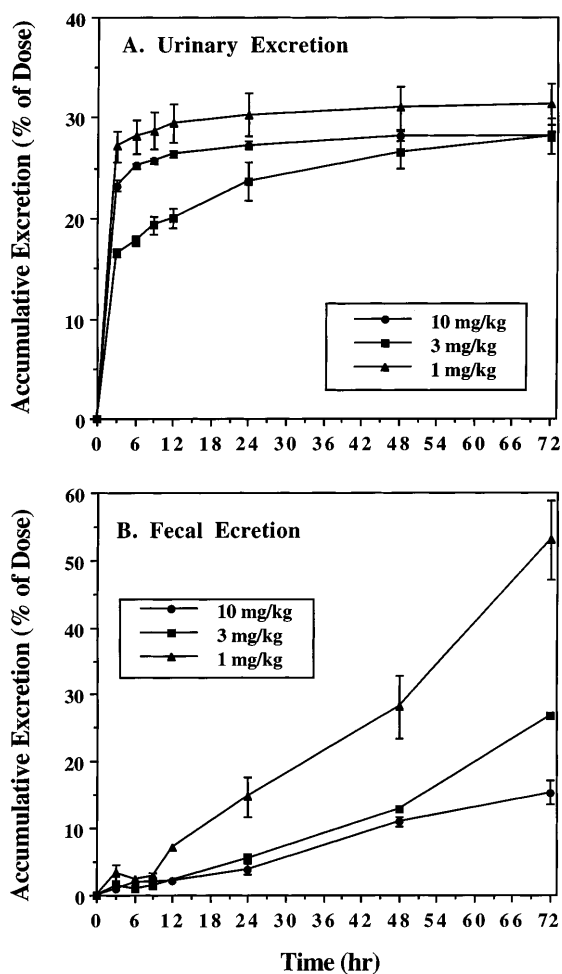 A. Urinary Excretion
Accumulative Excretion (% of Dose)
40
30
20
10
0
10 mg/kg
3 mg/kg
1 mg/kg
0 6 12 18 24 30 36 42 48 54 60 66 72
B. Fecal Ecretion
Accumulative Excretion (% of Dose)
60
50
40
30
20
10
0
10 mg/kg
3 mg/kg
1 mg/kg
0 6 12 18 24 30 36 42 48 54 60 66 72
Time (hr)